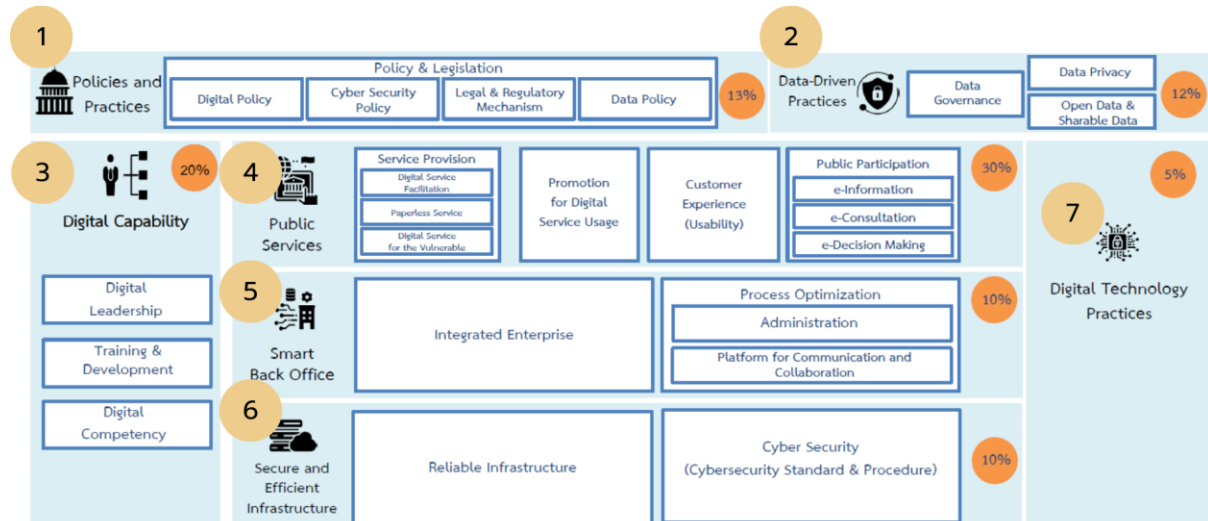 1
Policies and
Practices
Policy & Legislation
Digital Policy
Cyber Security
Policy
Legal & Regulatory
Mechanism
Data Policy
13%
2
Data-Driven
Practices
Data
Governance
Data Privacy
Open Data &
Sharable Data
12%
3
20%
Digital Capability
Digital
Leadership
Training &
Development
Digital
Competency
4
Public
Services
Service Provision
Digital Service
Facilitation
Paperless Service
Digital Service
for the Vulnerable
Promotion
for Digital
Service Usage
Customer
Experience
(Usability)
Public Participation
e-Information
e-Consultation
e-Decision Making
30%
5
Smart
Back Office
Integrated Enterprise
Process Optimization
Administration
Platform for Communication and
Collaboration
10%
6
Secure and
Efficient
Infrastructure
Reliable Infrastructure
Cyber Security
(Cybersecurity Standard & Procedure)
10%
5%
7
Digital Technology
Practices